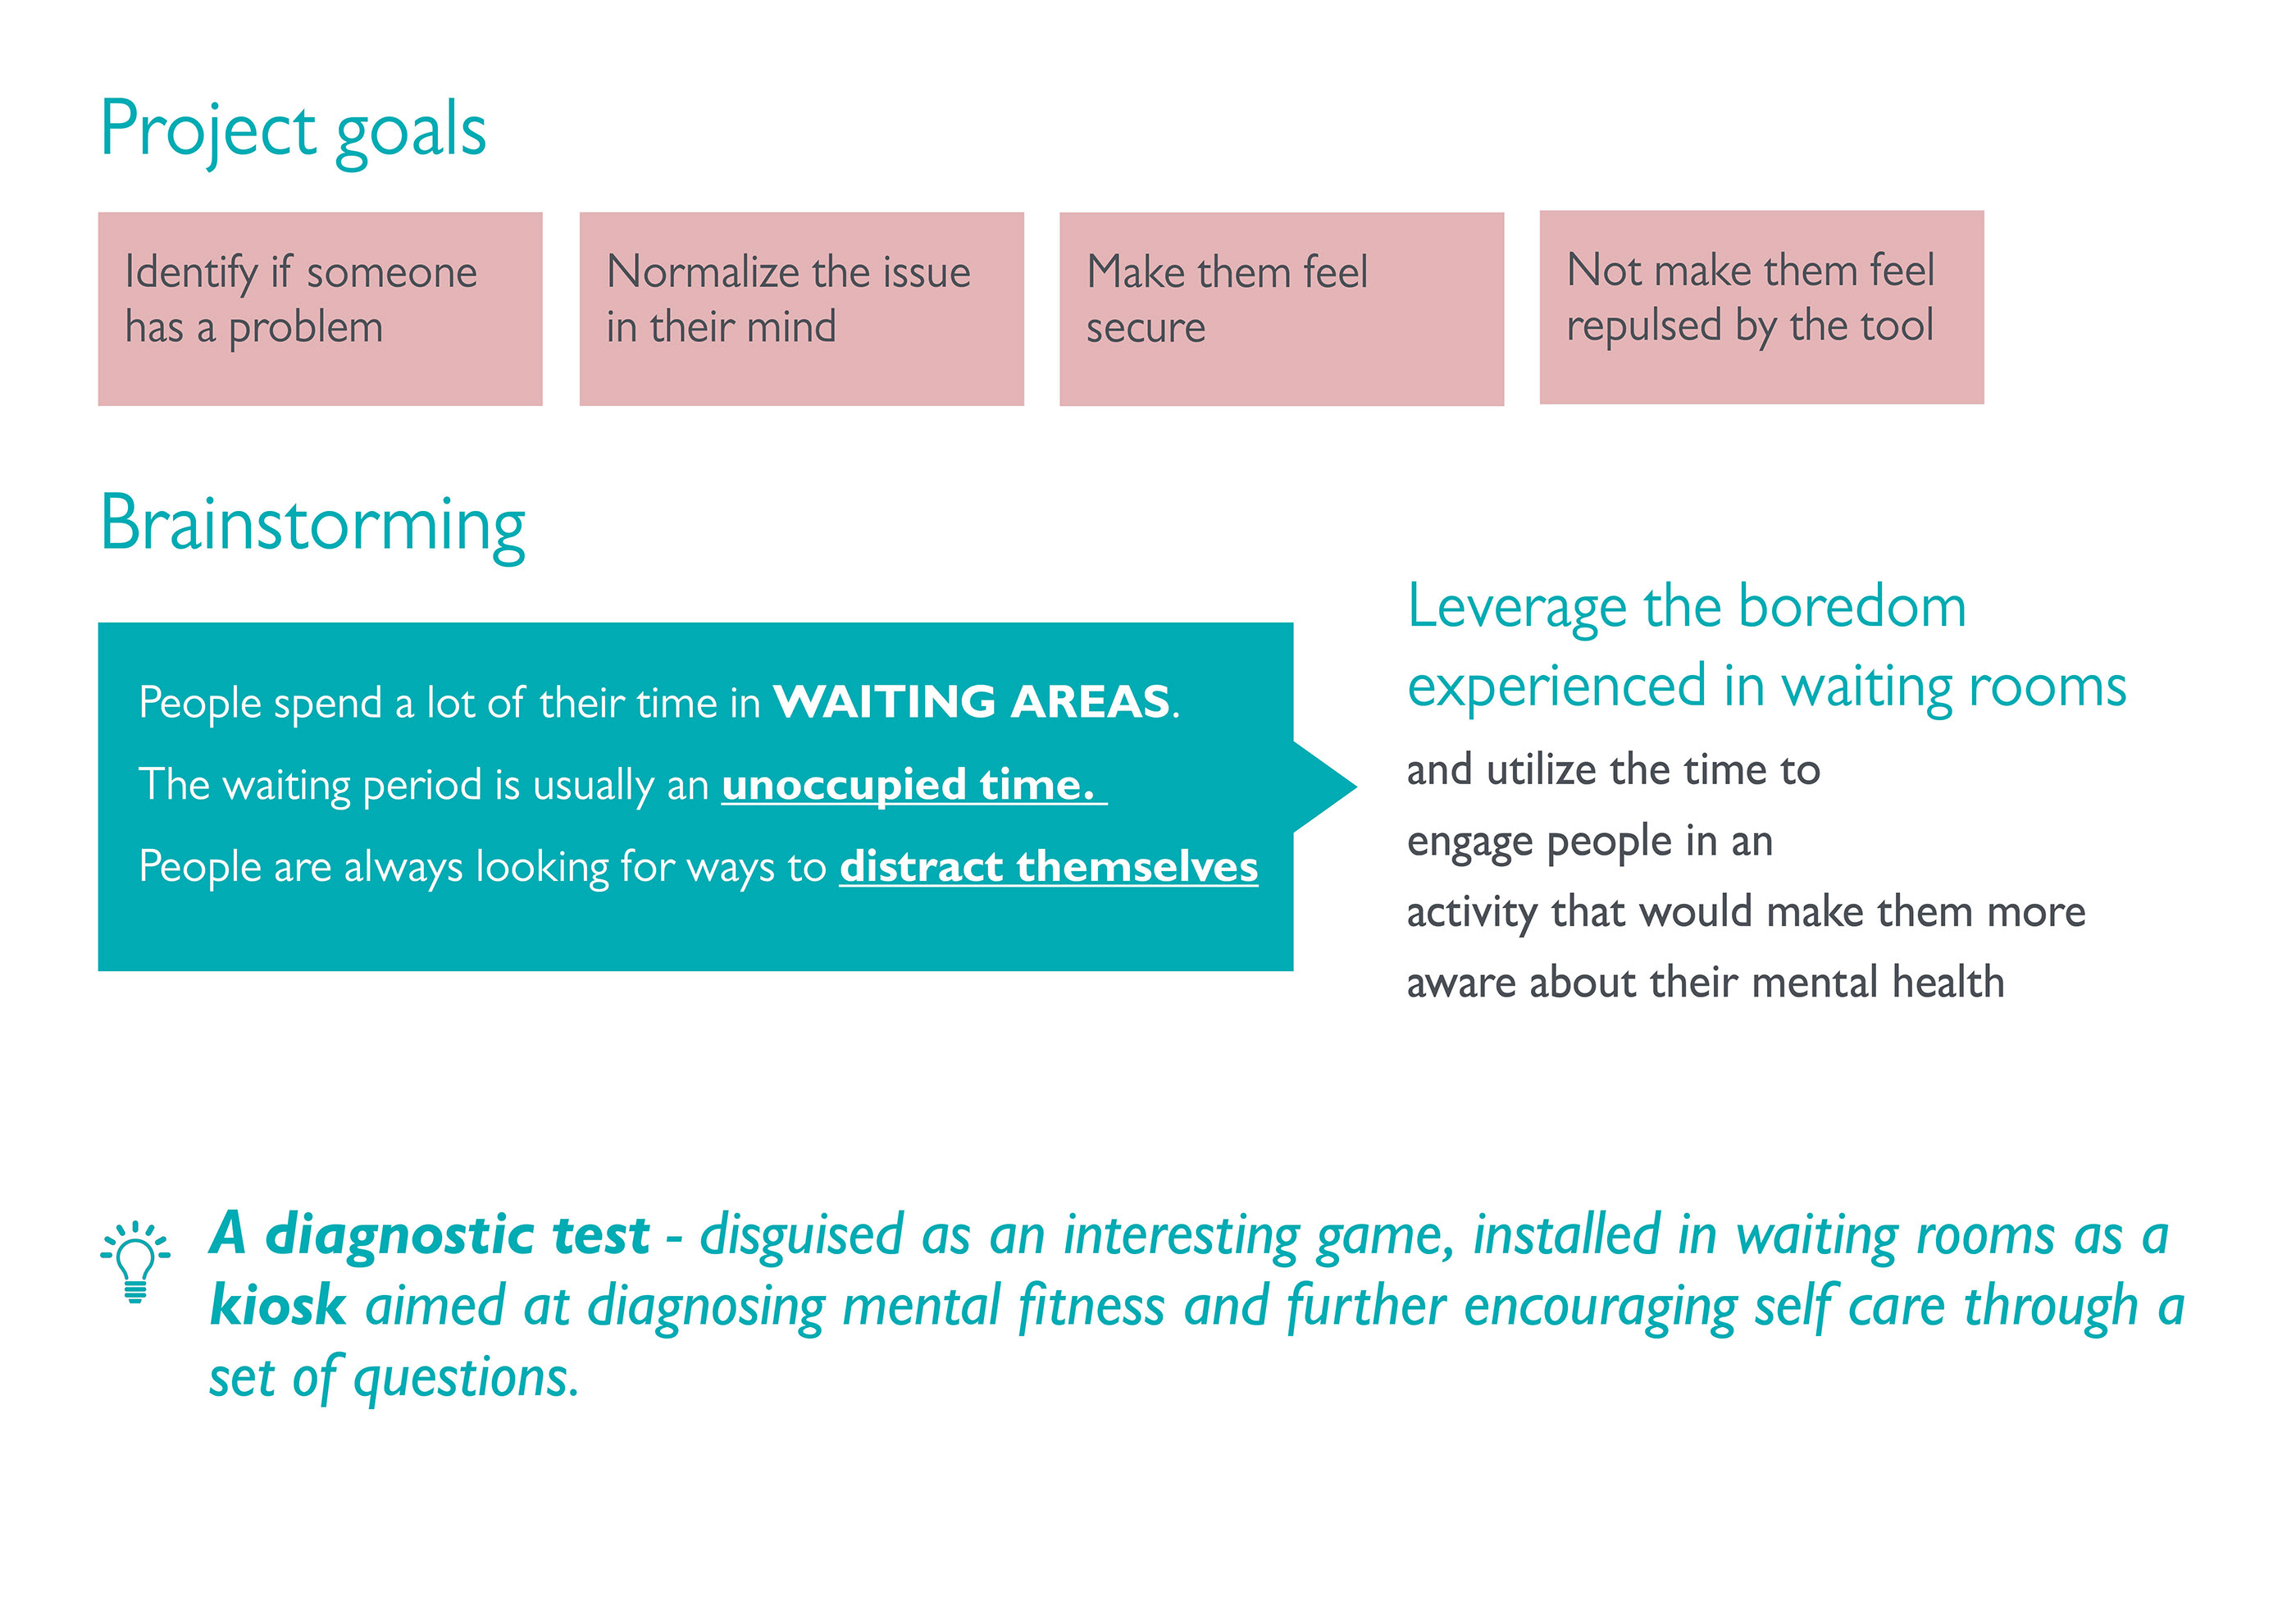 Project goals
Identify if someone
has a problem
Normalize the issue
in their mind
Make them feel
secure
Not make them feel
repulsed by the tool
Brainstorming
People spend a lot of their time in WAITING AREAS.
The waiting period is usually an unoccupied time.
People are always looking for ways to distract themselves
Leverage the boredom
experienced in waiting rooms
and utilize the time to
engage people in an
activity that would make them more
aware about their mental health
A diagnostic test - disguised as an interesting game, installed in waiting rooms as a
kiosk aimed at diagnosing mental fitness and further encouraging self care through a
set of questions.